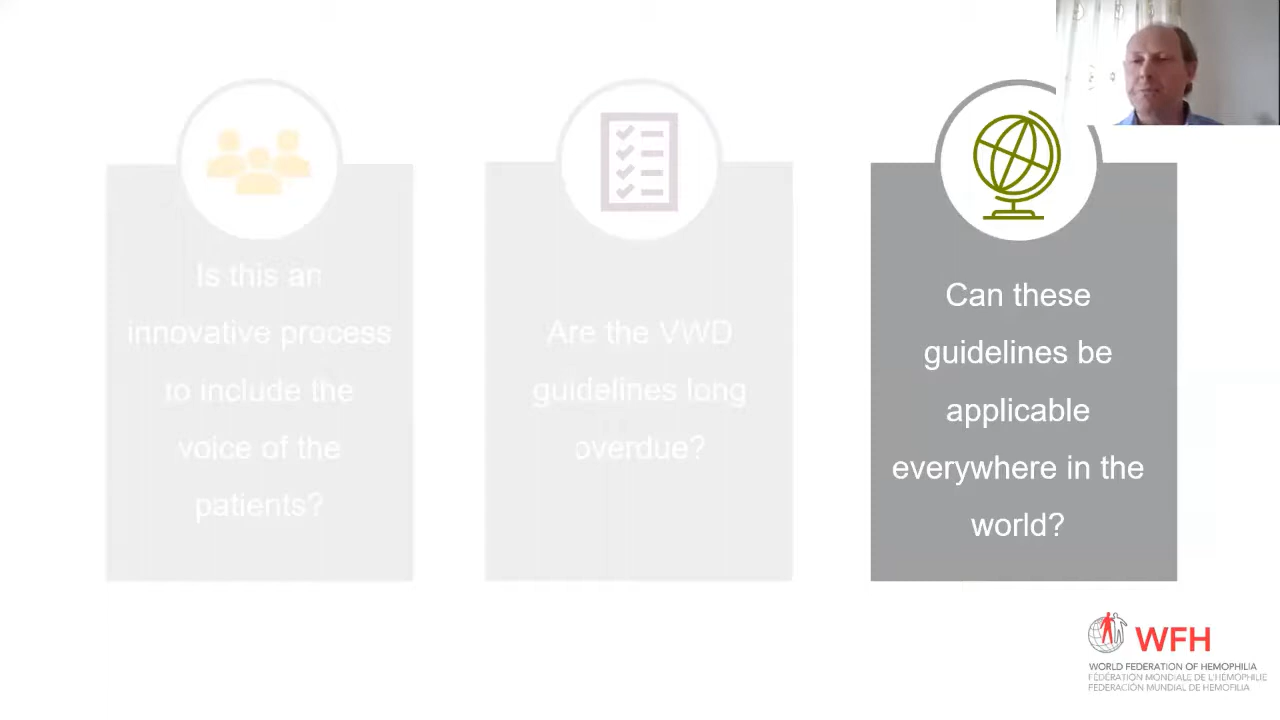 Is this an
innovative process
to include the
voice of the
patients?
Are the VWD
guidelines long
overdue?
Can these
guidelines be
applicable
everywhere in the
world?
WFH
WORLD FEDERATION OF HEMOPHILIA
FÉDÉRATION MONDIALE DE L'HÉMOPHILIE
FEDERACIÓN MUNDIAL DE HEMOFILIA